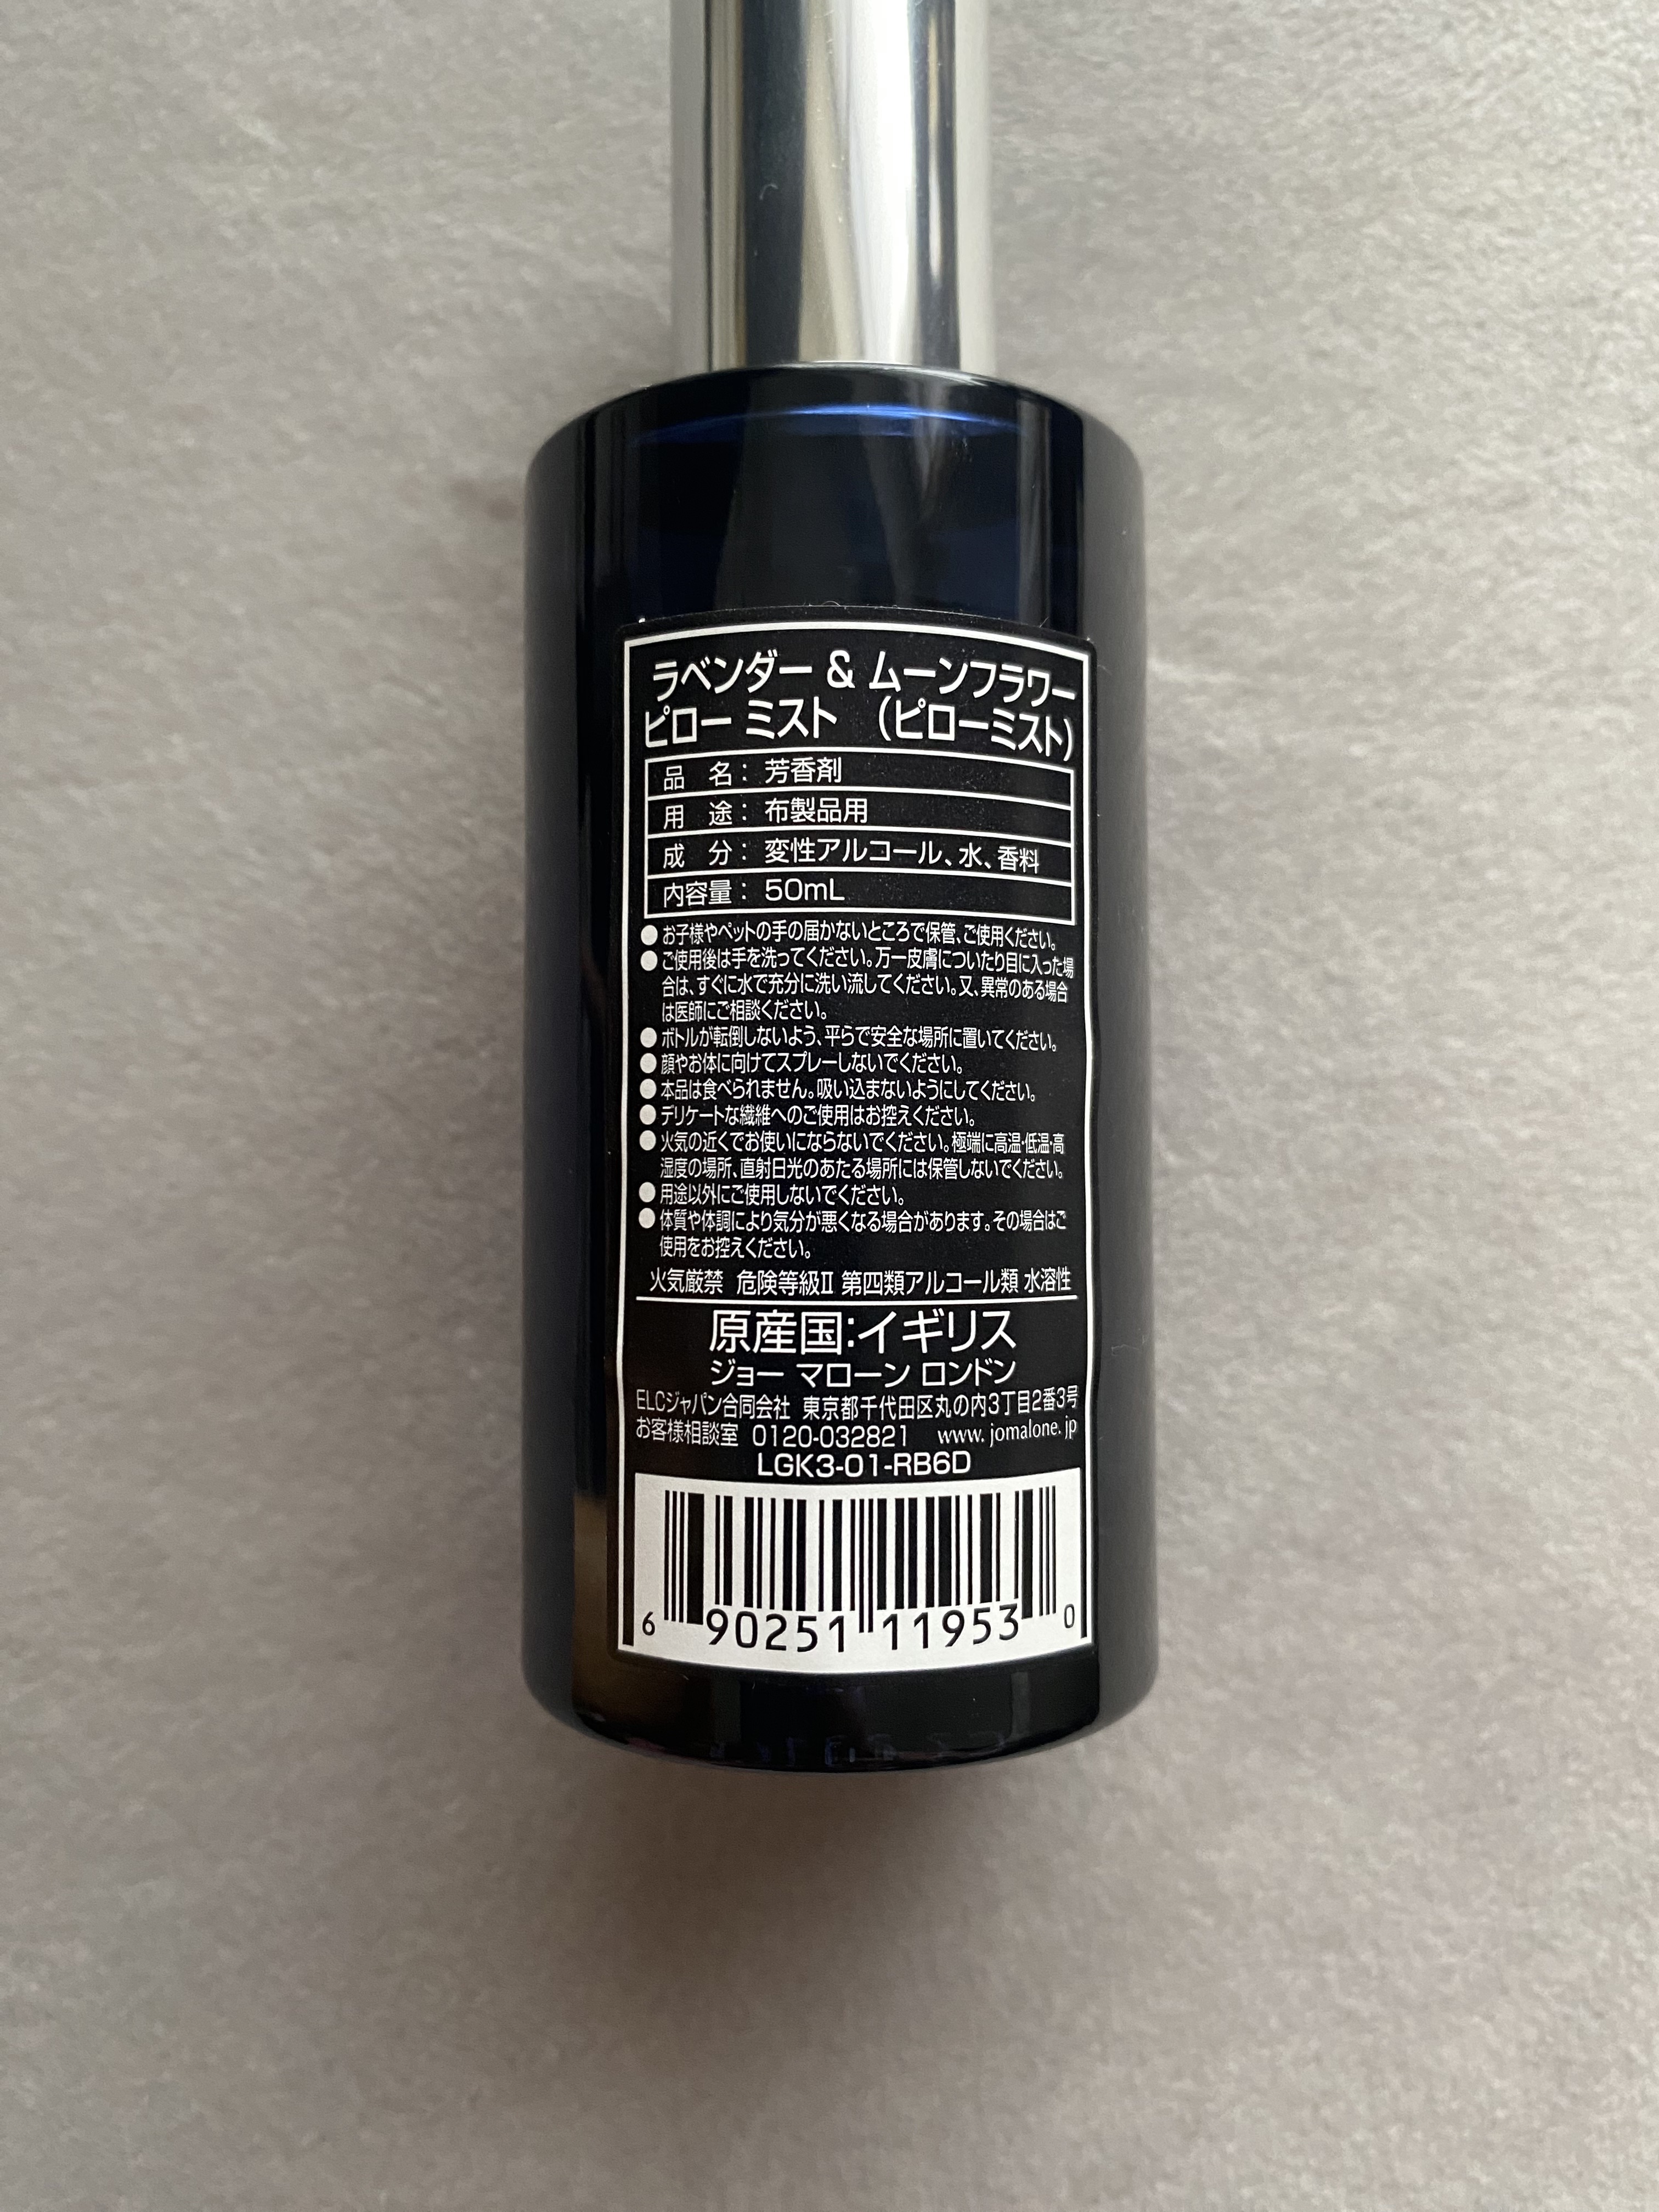 ラベンダー & ムーンフラワー
ピロー ミスト （ピローミスト）
品 名： 芳香剤
用 途： 布製品用
成 分： 変性アルコール、水、香料
内容量： 50mL
●お子様やペットの手の届かないところで保管、ご使用ください。
●ご使用後は手を洗ってください。万一皮膚についたり目に入った場
合は、すぐに水で充分に洗い流してください。又、異常のある場合
は医師にご相談ください。
●ボトルが転倒しないよう、平らで安全な場所に置いてください。
●顔やお体に向けてスプレーしないでください。
●本品は食べられません。吸い込まないようにしてください。
●デリケートな繊維へのご使用はお控えください。
●火気の近くでお使いにならないでください。極端に高温・低温・高
湿度の場所、直射日光のあたる場所には保管しないでください。
●用途以外にご使用しないでください。
●体質や体調により気分が悪くなる場合があります。その場合はご
使用をお控えください。
火気厳禁 危険等級Ⅱ 第四類アルコール類 水溶性
原産国：イギリス
ジョー マローン ロンドン
ELCジャパン合同会社 東京都千代田区丸の内3丁目2番3号
お客様相談室 0120-032821 www. jomalone. jp
LGK3-01-RB6D
6 90251 11953 0